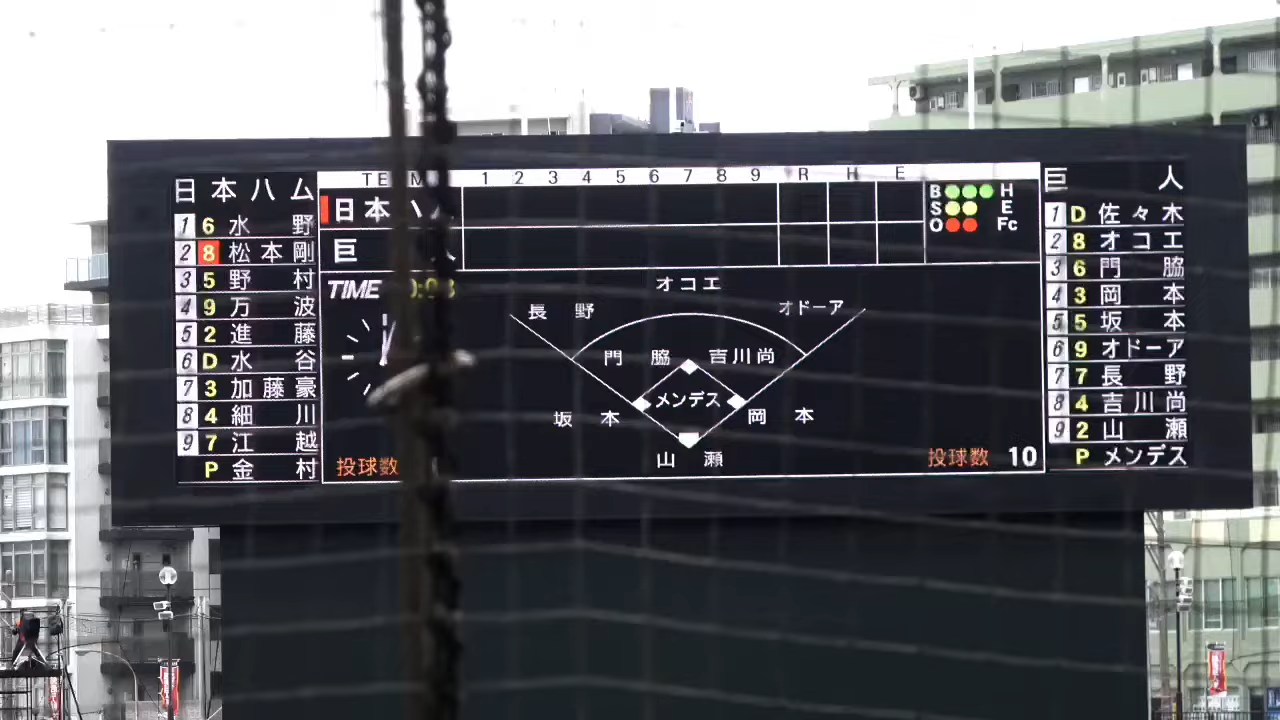 日本ハム
1 6 水野
2 8 松本剛
3 5 野村
4 9 万波
5 2 進藤
6 D 水谷
7 3 加藤豪
8 4 細川
9 7 江越
P 金村
1 2 3 4 5 6 7 8 9 R H E
日本ハ
巨
B H
S E
O Fc
TIME
オコエ
長野 オドーア
門脇 吉川尚
メンデス
坂本 岡本
山瀬
投球数
投球数 10
巨人
1 D 佐々木
2 8 オコエ
3 6 門脇
4 3 岡本
5 5 坂本
6 9 オドーア
7 7 長野
8 4 吉川尚
9 2 山瀬
P メンデス